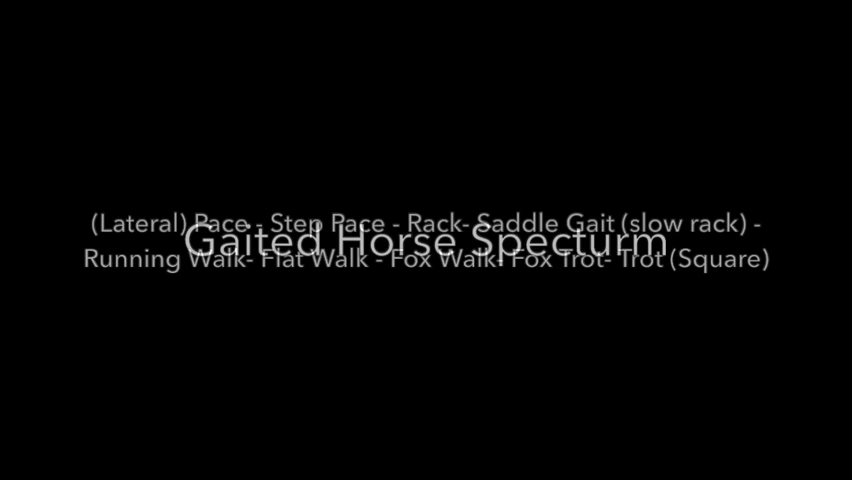 (Lateral) Pace - Step Pace - Rack- Saddle Gait (slow rack) -
Gaited Horse Specturm
Running Walk- Flat Walk - Fox Walk- Fox Trot- Trot (Square)